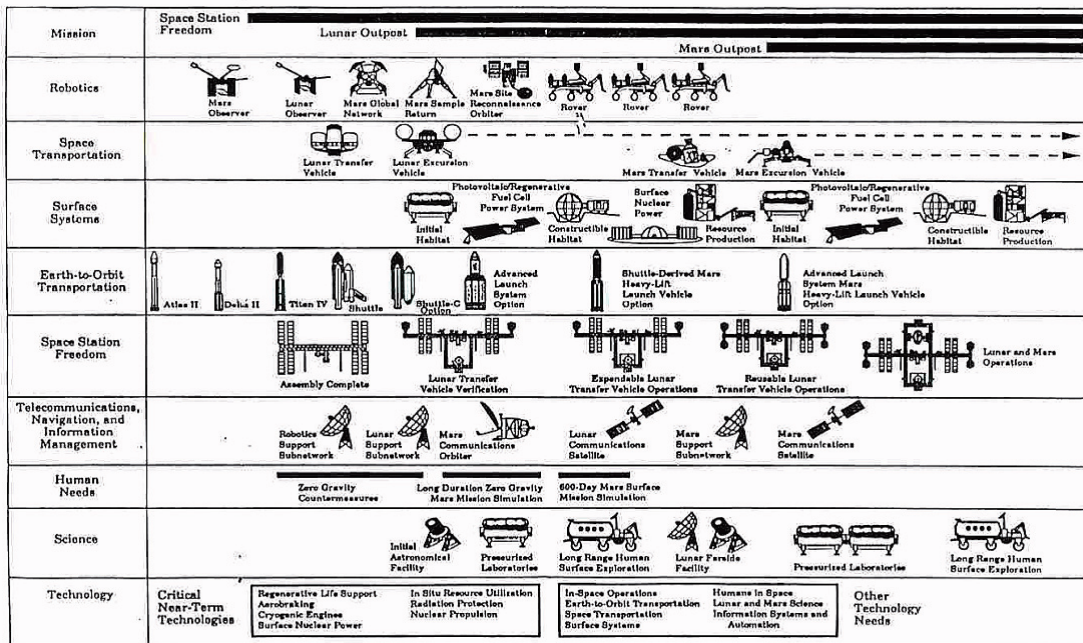 Mission
Space Station
Freedom
Lunar Outpost
Mars Outpost
Robotics
Mars
Observer
Lunar
Observer
Mars Global
Network
Mars Sample
Return
Mars Site
Reconnaissance
Orbiter
Rover
Rover
Rover
Space
Transportation
Lunar Transfer
Vehicle
Lunar Excursion
Vehicle
Mars Transfer Vehicle
Mars Excursion Vehicle
Surface
Systems
Initial
Habitat
Photovoltaic/Regenerative
Fuel Cell
Power System
Constructible
Habitat
Surface
Nuclear
Power
Resource
Production
Initial
Habitat
Photovoltaic/Regenerative
Fuel Cell
Power System
Constructible
Habitat
Resource
Production
Earth-to-Orbit
Transportation
Atlas II
Delta II
Titan IV
Shuttle
Shuttle-C
Option
Advanced
Launch
System
Option
Shuttle-Derived Mars
Heavy-Lift
Launch Vehicle
Option
Advanced Launch
System Mars
Heavy-Lift Launch Vehicle
Option
Space Station
Freedom
Assembly Complete
Lunar Transfer
Vehicle Verification
Expendable Lunar
Transfer Vehicle Operations
Reusable Lunar
Transfer Vehicle Operations
Lunar and Mars
Operations
Telecommunications,
Navigation, and
Information
Management
Robotics
Support
Subnetwork
Lunar
Support
Subnetwork
Mars
Communications
Orbiter
Lunar
Communications
Satellite
Mars
Support
Subnetwork
Mars
Communications
Satellite
Human
Needs
Zero Gravity
Countermeasures
Long Duration Zero Gravity
Mars Mission Simulation
600-Day Mars Surface
Mission Simulation
Science
Initial
Astronomical
Facility
Pressurized
Laboratories
Long Range Human
Surface Exploration
Lunar Farside
Facility
Pressurized Laboratories
Long Range Human
Surface Exploration
Technology
Critical
Near-Term
Technologies
Regenerative Life Support
Aerobraking
Cryogenic Engines
Surface Nuclear Power
In Situ Resource Utilization
Radiation Protection
Nuclear Propulsion
In-Space Operations
Earth-to-Orbit Transportation
Space Transportation
Surface Systems
Humans in Space
Lunar and Mars Science
Information Systems and
Automation
Other
Technology
Needs